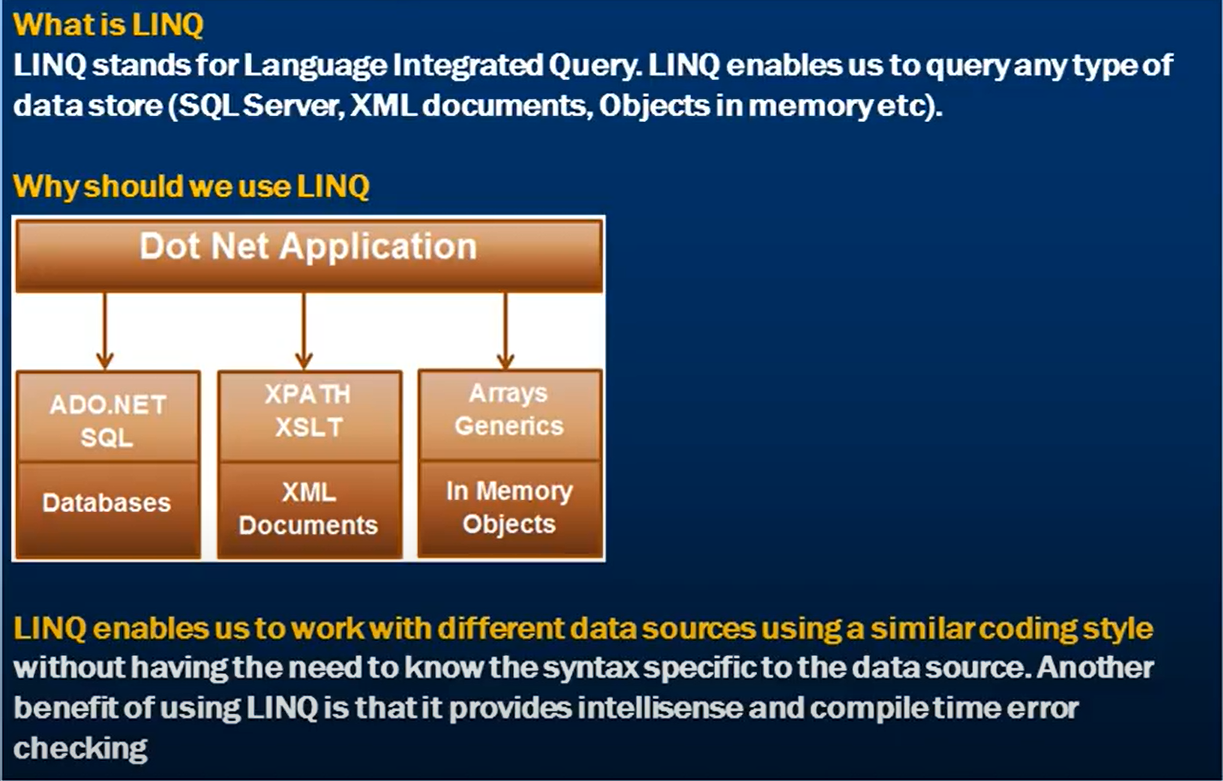 What is LINQ
LINQ stands for Language Integrated Query. LINQ enables us to query any type of
data store (SQL Server, XML documents, Objects in memory etc).
Why should we use LINQ
Dot Net Application
ADO.NET
SQL
Databases
XPATH
XSLT
XML
Documents
Arrays
Generics
In Memory
Objects
LINQ enables us to work with different data sources using a similar coding style
without having the need to know the syntax specific to the data source. Another
benefit of using LINQ is that it provides intellisense and compile time error
checking